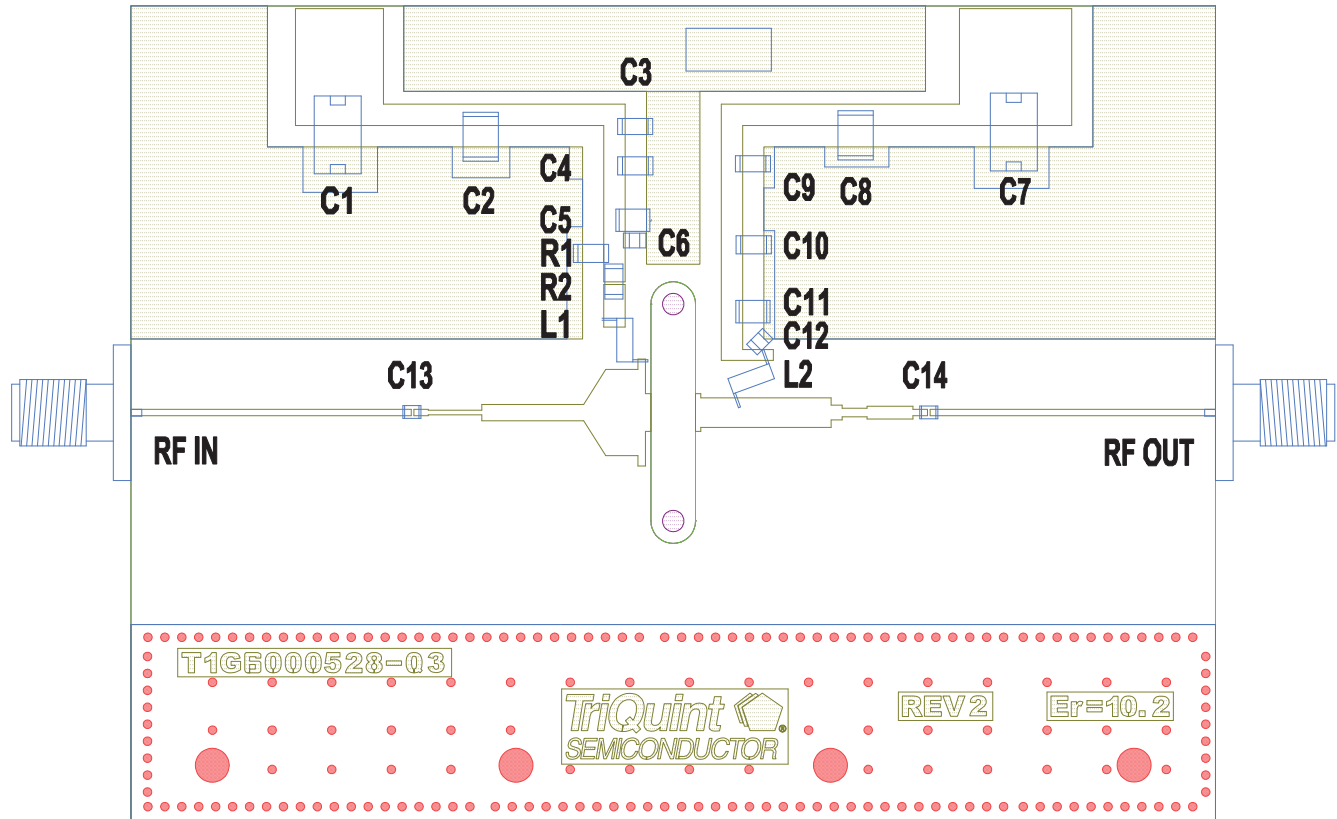 C3
C4
C1
C2
C9
C8
C7
C5
C6
C10
R1
R2
C11
L1
C12
C13
L2
C14
RF IN
RF OUT
T1G6000528-Q3
TriQuint
SEMICONDUCTOR
®
REV 2
Er=10.2